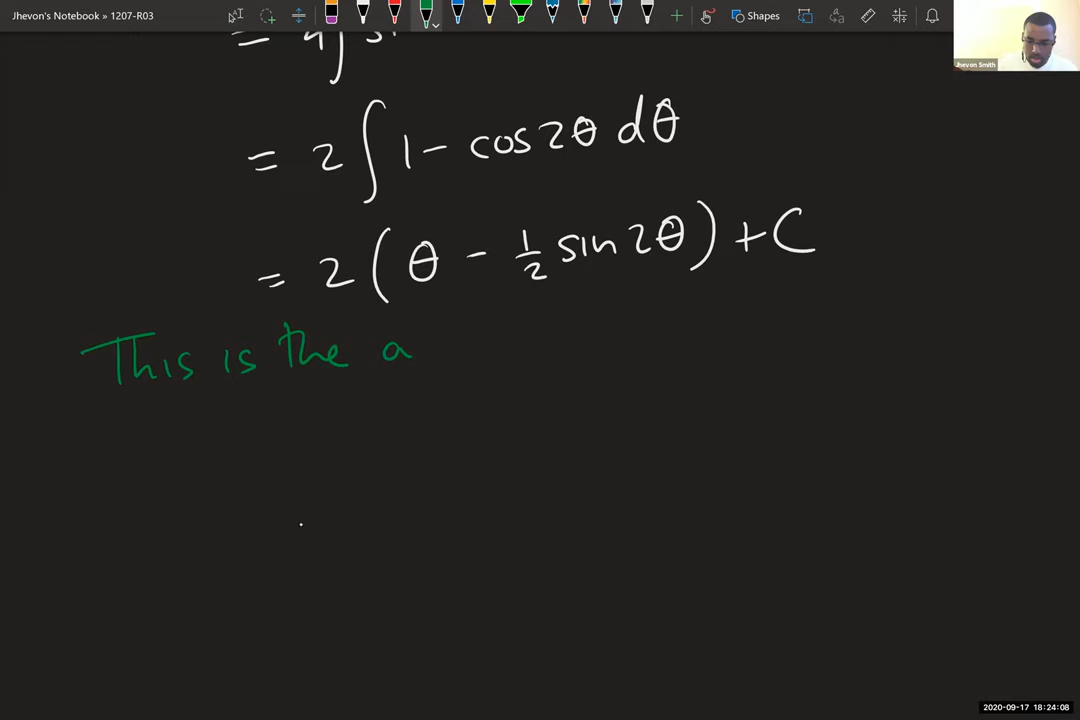 Jhevon's Notebook » 1207-R03
Shapes
Jhevon Smith
= 4∫
= 2 ∫ 1 - cos 2θ dθ
= 2 ( θ - 1/2 sin 2θ ) + C
This is the a
2020-09-17 18:24:08